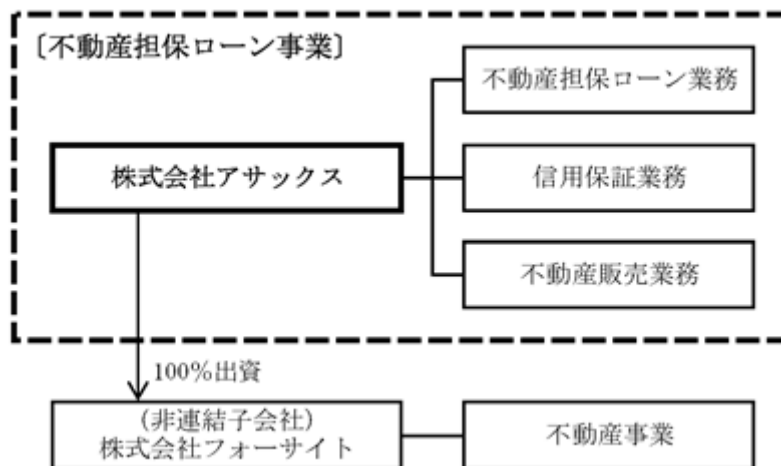 〔不動産担保ローン事業〕
不動産担保ローン業務
株式会社アサックス
信用保証業務
不動産販売業務
100%出資
(非連結子会社)
株式会社フォーサイト
不動産事業